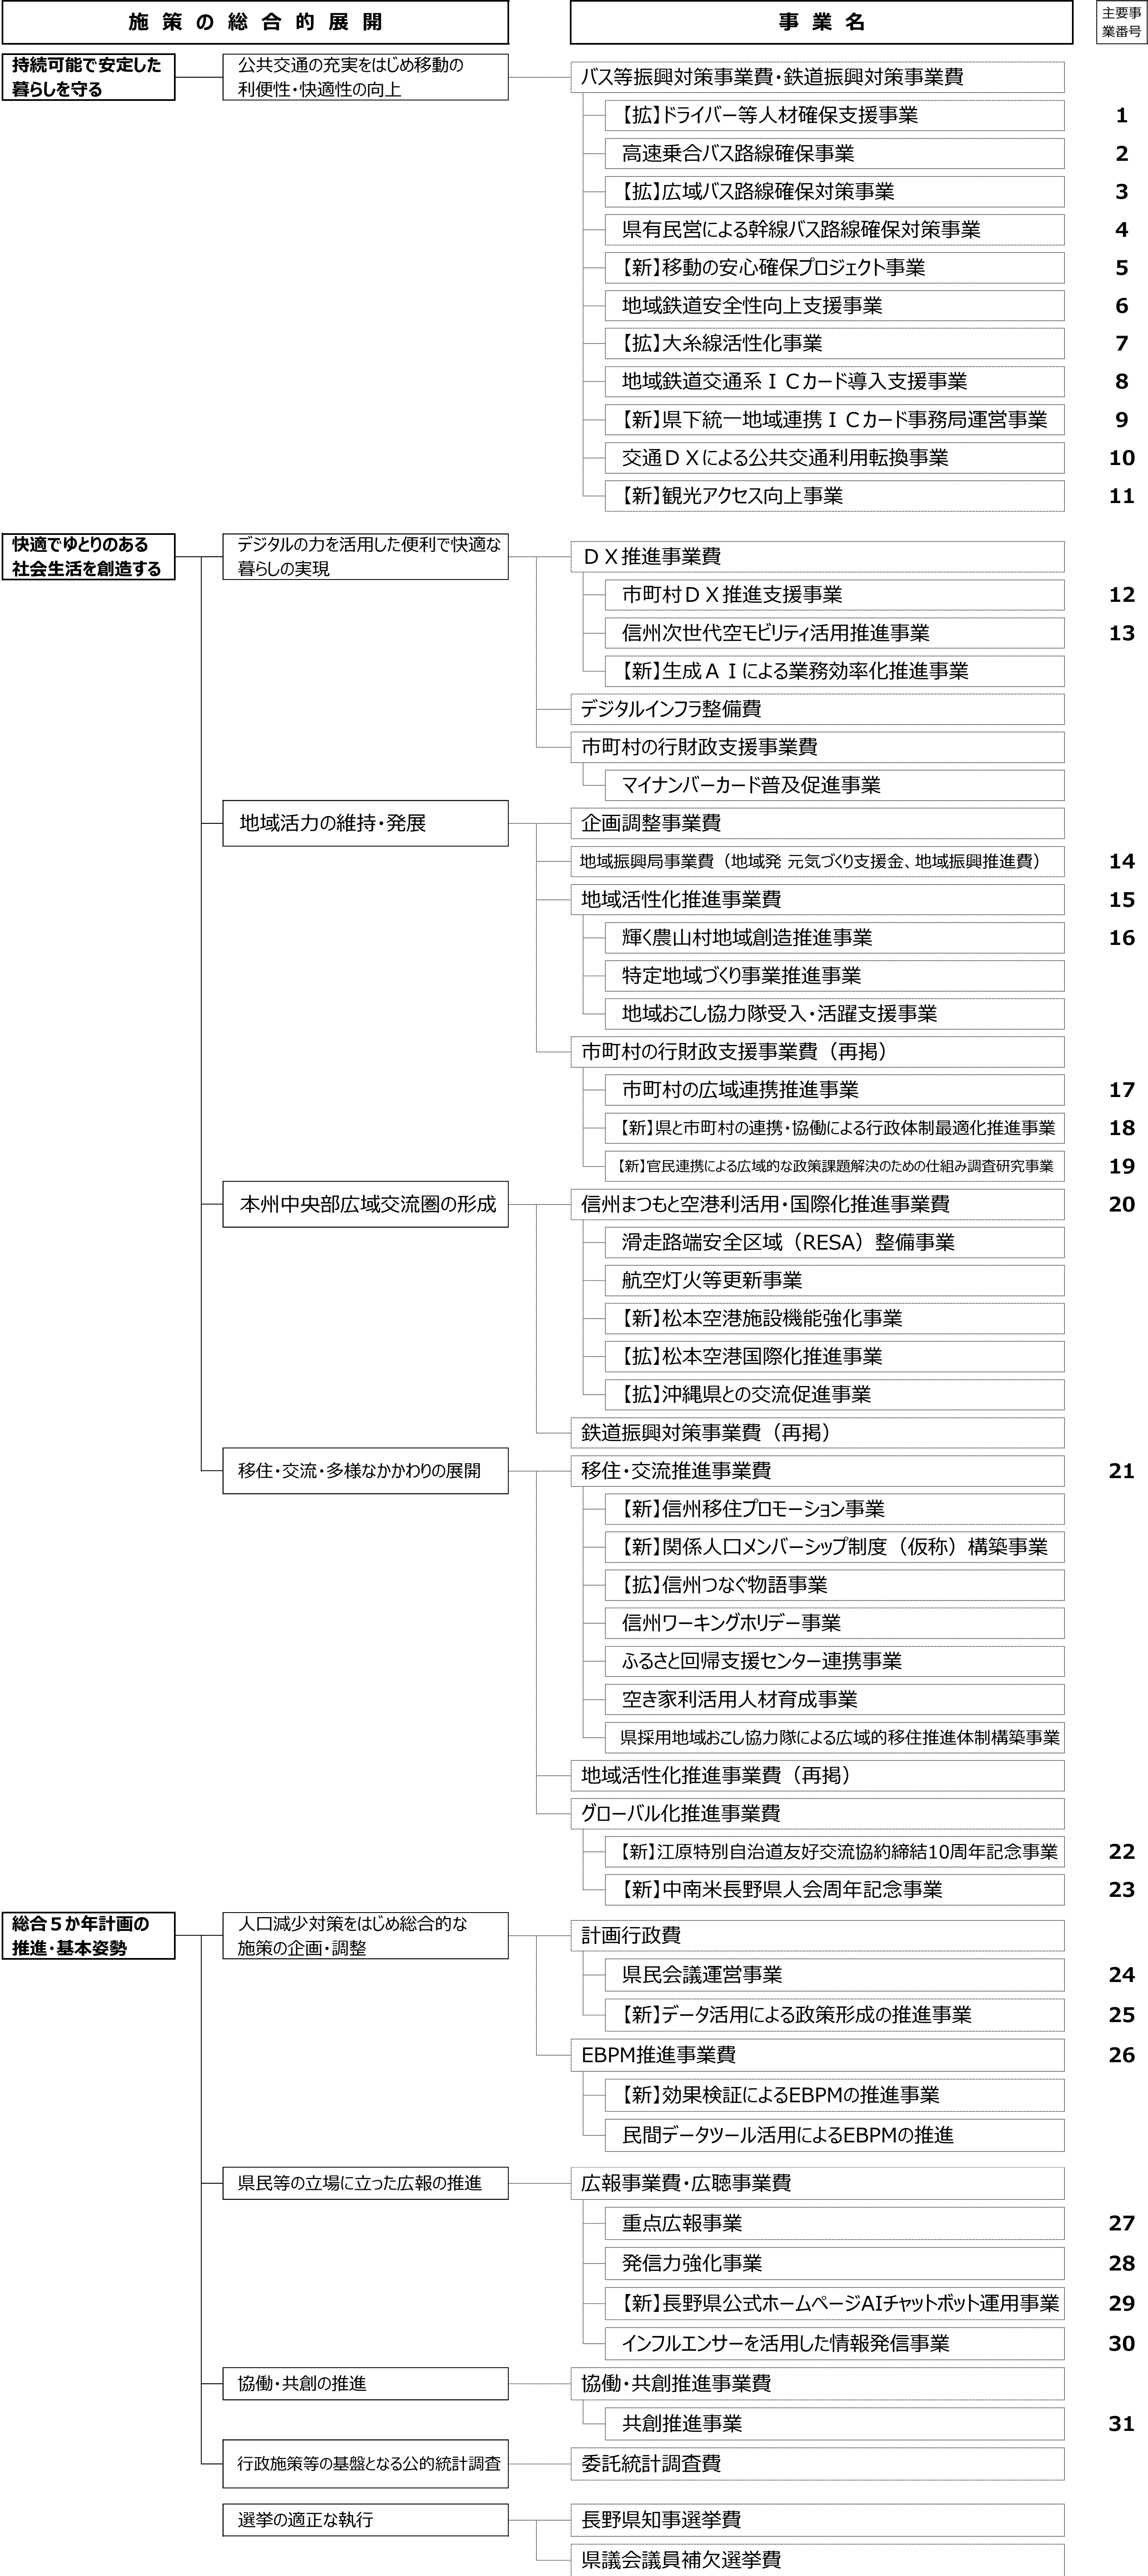 施策の総合的展開
事業名
主要事
業番号
持続可能で安定した
暮らしを守る
公共交通の充実をはじめ移動の
利便性・快適性の向上
バス等振興対策事業費・鉄道振興対策事業費
【拡】ドライバー等人材確保支援事業 1
高速乗合バス路線確保事業 2
【拡】広域バス路線確保対策事業 3
県有民営による幹線バス路線確保対策事業 4
【新】移動の安心確保プロジェクト事業 5
地域鉄道安全性向上支援事業 6
【拡】大糸線活性化事業 7
地域鉄道交通系ＩＣカード導入支援事業 8
【新】県下統一地域連携ＩＣカード事務局運営事業 9
交通ＤＸによる公共交通利用転換事業 10
【新】観光アクセス向上事業 11
快適でゆとりのある
社会生活を創造する
デジタルの力を活用した便利で快適な
暮らしの実現
ＤＸ推進事業費
市町村ＤＸ推進支援事業 12
信州次世代空モビリティ活用推進事業 13
【新】生成ＡＩによる業務効率化推進事業
デジタルインフラ整備費
市町村の行財政支援事業費
マイナンバーカード普及促進事業
地域活力の維持・発展
企画調整事業費
地域振興局事業費（地域発 元気づくり支援金、地域振興推進費） 14
地域活性化推進事業費 15
輝く農山村地域創造推進事業 16
特定地域づくり事業推進事業
地域おこし協力隊受入・活躍支援事業
市町村の行財政支援事業費（再掲）
市町村の広域連携推進事業 17
【新】県と市町村の連携・協働による行政体制最適化推進事業 18
【新】官民連携による広域的な政策課題解決のための仕組み調査研究事業 19
本州中央部広域交流圏の形成
信州まつもと空港利活用・国際化推進事業費 20
滑走路端安全区域（RESA）整備事業
航空灯火等更新事業
【新】松本空港施設機能強化事業
【拡】松本空港国際化推進事業
【拡】沖縄県との交流促進事業
鉄道振興対策事業費（再掲）
移住・交流・多様なかかわりの展開
移住・交流推進事業費 21
【新】信州移住プロモーション事業
【新】関係人口メンバーシップ制度（仮称）構築事業
【拡】信州つなぐ物語事業
信州ワーキングホリデー事業
ふるさと回帰支援センター連携事業
空き家利活用人材育成事業
県採用地域おこし協力隊による広域的移住推進体制構築事業
地域活性化推進事業費（再掲）
グローバル化推進事業費
【新】江原特別自治道友好交流協約締結10周年記念事業 22
【新】中南米長野県人会周年記念事業 23
総合５か年計画の
推進・基本姿勢
人口減少対策をはじめ総合的な
施策の企画・調整
計画行政費
県民会議運営事業 24
【新】データ活用による政策形成の推進事業 25
EBPM推進事業費 26
【新】効果検証によるEBPMの推進事業
民間データツール活用によるEBPMの推進
県民等の立場に立った広報の推進
広報事業費・広聴事業費
重点広報事業 27
発信力強化事業 28
【新】長野県公式ホームページAIチャットボット運用事業 29
インフルエンサーを活用した情報発信事業 30
協働・共創の推進
協働・共創推進事業費
共創推進事業 31
行政施策等の基盤となる公的統計調査
委託統計調査費
選挙の適正な執行
長野県知事選挙費
県議会議員補欠選挙費